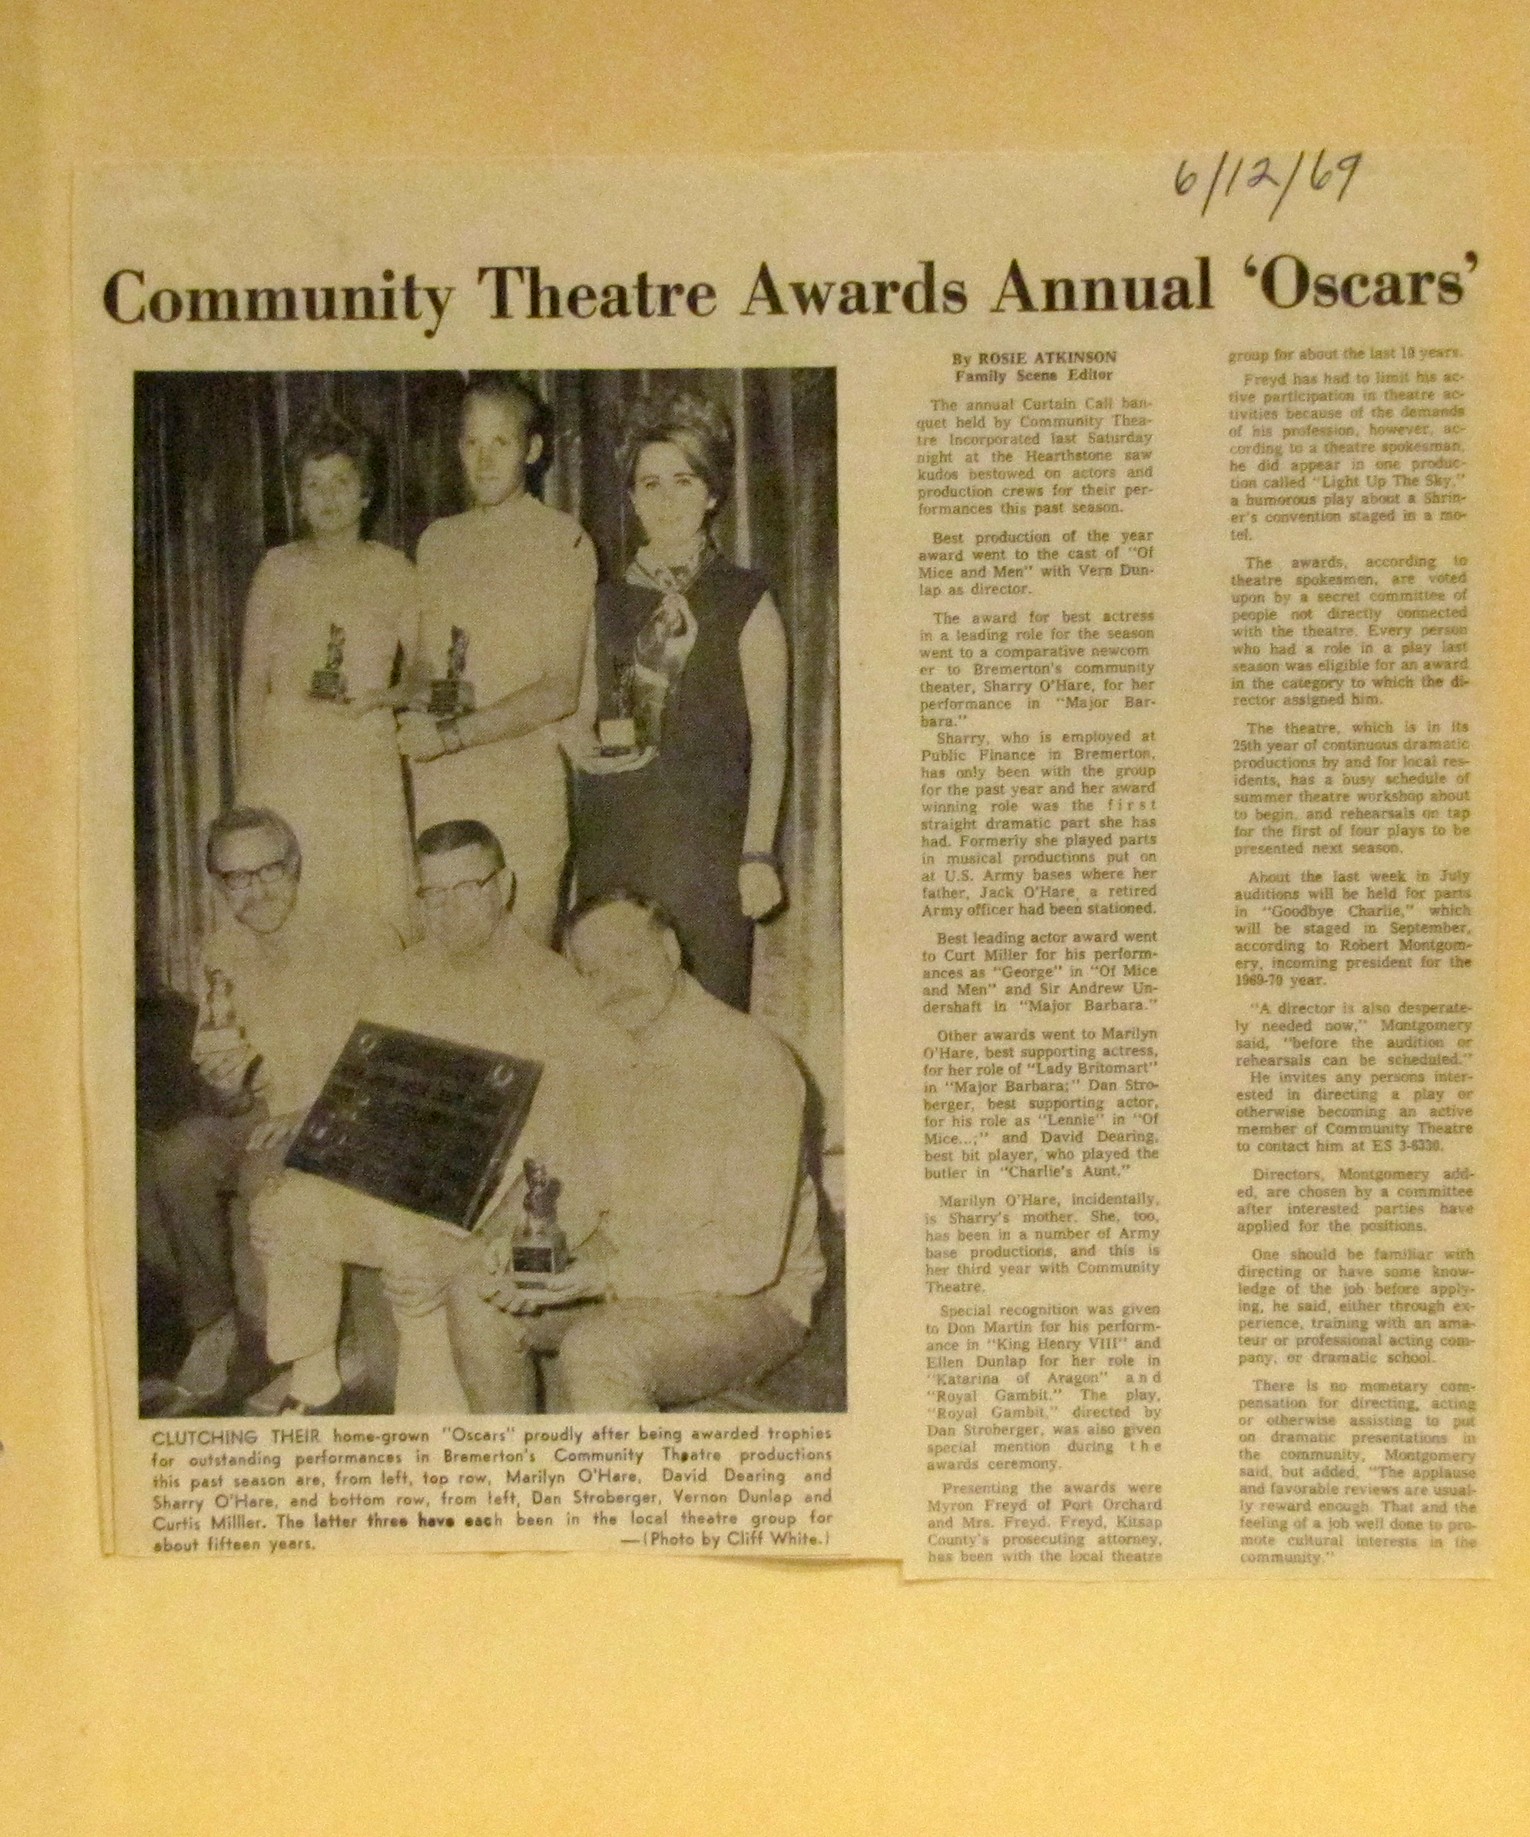 6/12/69
Community Theatre Awards Annual ‘Oscars’
CLUTCHING THEIR home-grown "Oscars" proudly after being awarded trophies
for outstanding performances in Bremerton's Community Theatre productions
this past season are, from left, top row, Marilyn O'Hare, David Dearing and
Sharry O'Hare, and bottom row, from left, Dan Stroberger, Vernon Dunlap and
Curtis Milller. The latter three have each been in the local theatre group for
about fifteen years. —(Photo by Cliff White.)
By ROSIE ATKINSON
Family Scene Editor
The annual Curtain Call ban-
quet held by Community Thea-
tre Incorporated last Saturday
night at the Hearthstone saw
kudos bestowed on actors and
production crews for their per-
formances this past season.
Best production of the year
award went to the cast of "Of
Mice and Men" with Vern Dun-
lap as director.
The award for best actress
in a leading role for the season
went to a comparative newcom
er to Bremerton's community
theater, Sharry O'Hare, for her
performance in "Major Bar-
bara."
Sharry, who is employed at
Public Finance in Bremerton,
has only been with the group
for the past year and her award
winning role was the first
straight dramatic part she has
had. Formerly she played parts
in musical productions put on
at U.S. Army bases where her
father, Jack O'Hare, a retired
Army officer had been stationed.
Best leading actor award went
to Curt Miller for his perform-
ances as "George" in "Of Mice
and Men" and Sir Andrew Un-
dershaft in "Major Barbara."
Other awards went to Marilyn
O'Hare, best supporting actress,
for her role of "Lady Britomart"
in "Major Barbara;" Dan Stro-
berger, best supporting actor,
for his role as "Lennie" in "Of
Mice...;" and David Dearing,
best bit player, who played the
butler in "Charlie's Aunt."
Marilyn O'Hare, incidentally,
is Sharry's mother. She, too,
has been in a number of Army
base productions, and this is
her third year with Community
Theatre.
Special recognition was given
to Don Martin for his perform-
ance in "King Henry VIII" and
Ellen Dunlap for her role in
"Katarina of Aragon" and
"Royal Gambit." The play,
"Royal Gambit," directed by
Dan Stroberger, was also given
special mention during the
awards ceremony.
Presenting the awards were
Myron Freyd of Port Orchard
and Mrs. Freyd. Freyd, Kitsap
County's prosecuting attorney,
has been with the local theatre
group for about the last 10 years.
Freyd has had to limit his ac-
tive participation in theatre ac-
tivities because of the demands
of his profession, however, ac-
cording to a theatre spokesman,
he did appear in one produc-
tion called "Light Up The Sky,"
a humorous play about a Shrin-
er's convention staged in a mo-
tel.
The awards, according to
theatre spokesmen, are voted
upon by a secret committee of
people not directly connected
with the theatre. Every person
who had a role in a play last
season was eligible for an award
in the category to which the di-
rector assigned him.
The theatre, which is in its
25th year of continuous dramatic
productions by and for local res-
idents, has a busy schedule of
summer theatre workshop about
to begin, and rehearsals on tap
for the first of four plays to be
presented next season.
About the last week in July
auditions will be held for parts
in "Goodbye Charlie," which
will be staged in September,
according to Robert Montgom-
ery, incoming president for the
1969-70 year.
"A director is also desperate-
ly needed now," Montgomery
said, "before the audition or
rehearsals can be scheduled."
He invites any persons inter-
ested in directing a play or
otherwise becoming an active
member of Community Theatre
to contact him at ES 3-6330.
Directors, Montgomery add-
ed, are chosen by a committee
after interested parties have
applied for the positions.
One should be familiar with
directing or have some know-
ledge of the job before apply-
ing, he said, either through ex-
perience, training with an ama-
teur or professional acting com-
pany, or dramatic school.
There is no monetary com-
pensation for directing, acting
or otherwise assisting to put
on dramatic presentations in
the community, Montgomery
said, but added, "The applause
and favorable reviews are usual-
ly reward enough. That and the
feeling of a job well done to pro-
mote cultural interests in the
community."